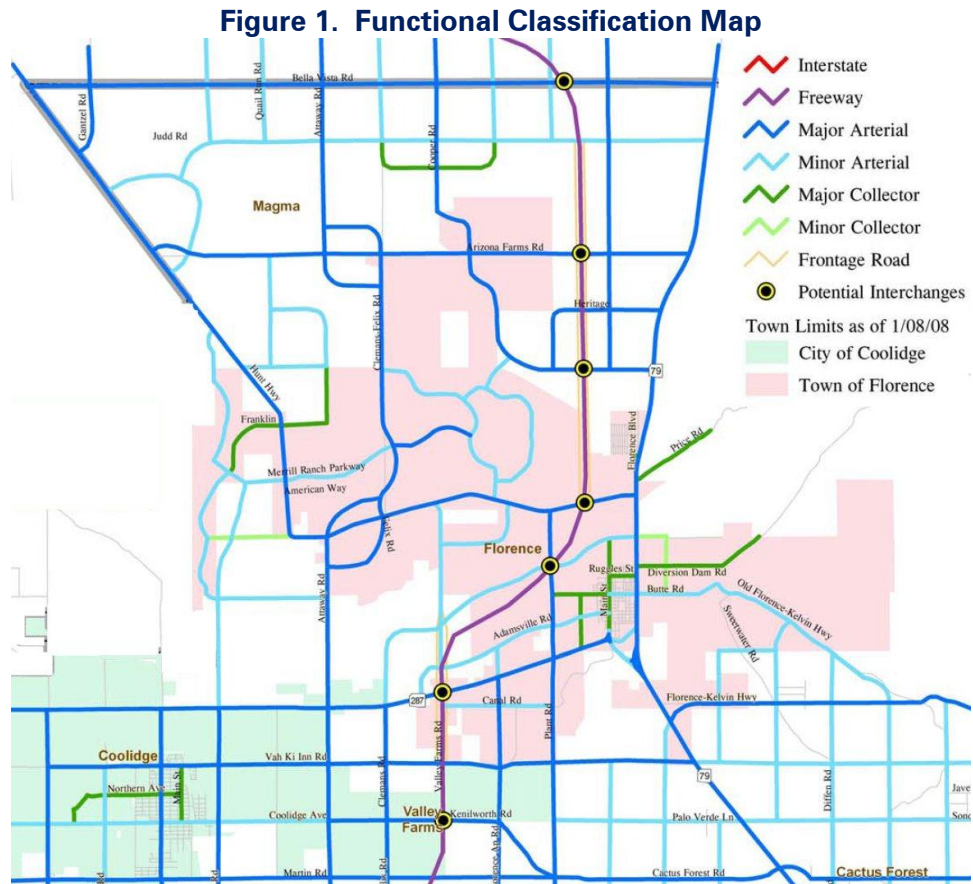 Figure 1. Functional Classification Map
Interstate
Freeway
Major Arterial
Minor Arterial
Major Collector
Minor Collector
Frontage Road
Potential Interchanges
Town Limits as of 1/08/08
City of Coolidge
Town of Florence
Bella Vista Rd
Gantzel Rd
Quail Run Rd
Attaway Rd
Judd Rd
Cooper Rd
Magma
Arizona Farms Rd
Heritage
Clemans-Felix Rd
79
Hunt Hwy
Franklin
Florence Blvd
Price Rd
Merrill Ranch Parkway
American Way
Felix Rd
Florence
Ruggles St
Diversion Dam Rd
Main St
Butte Rd
Old Florence-Kelvin Hwy
Attaway Rd
Adamsville Rd
Sweetwater Rd
287
Canal Rd
Plant Rd
Florence-Kelvin Hwy
Coolidge
Vah Ki Inn Rd
Valley Farms Rd
Clemans Rd
79
Northern Ave
Main St
Diffen Rd
Coolidge Ave
Valley
Farms
Kenilworth Rd
Palo Verde Ln
Martin Rd
Cactus Forest Rd
Cactus Forest